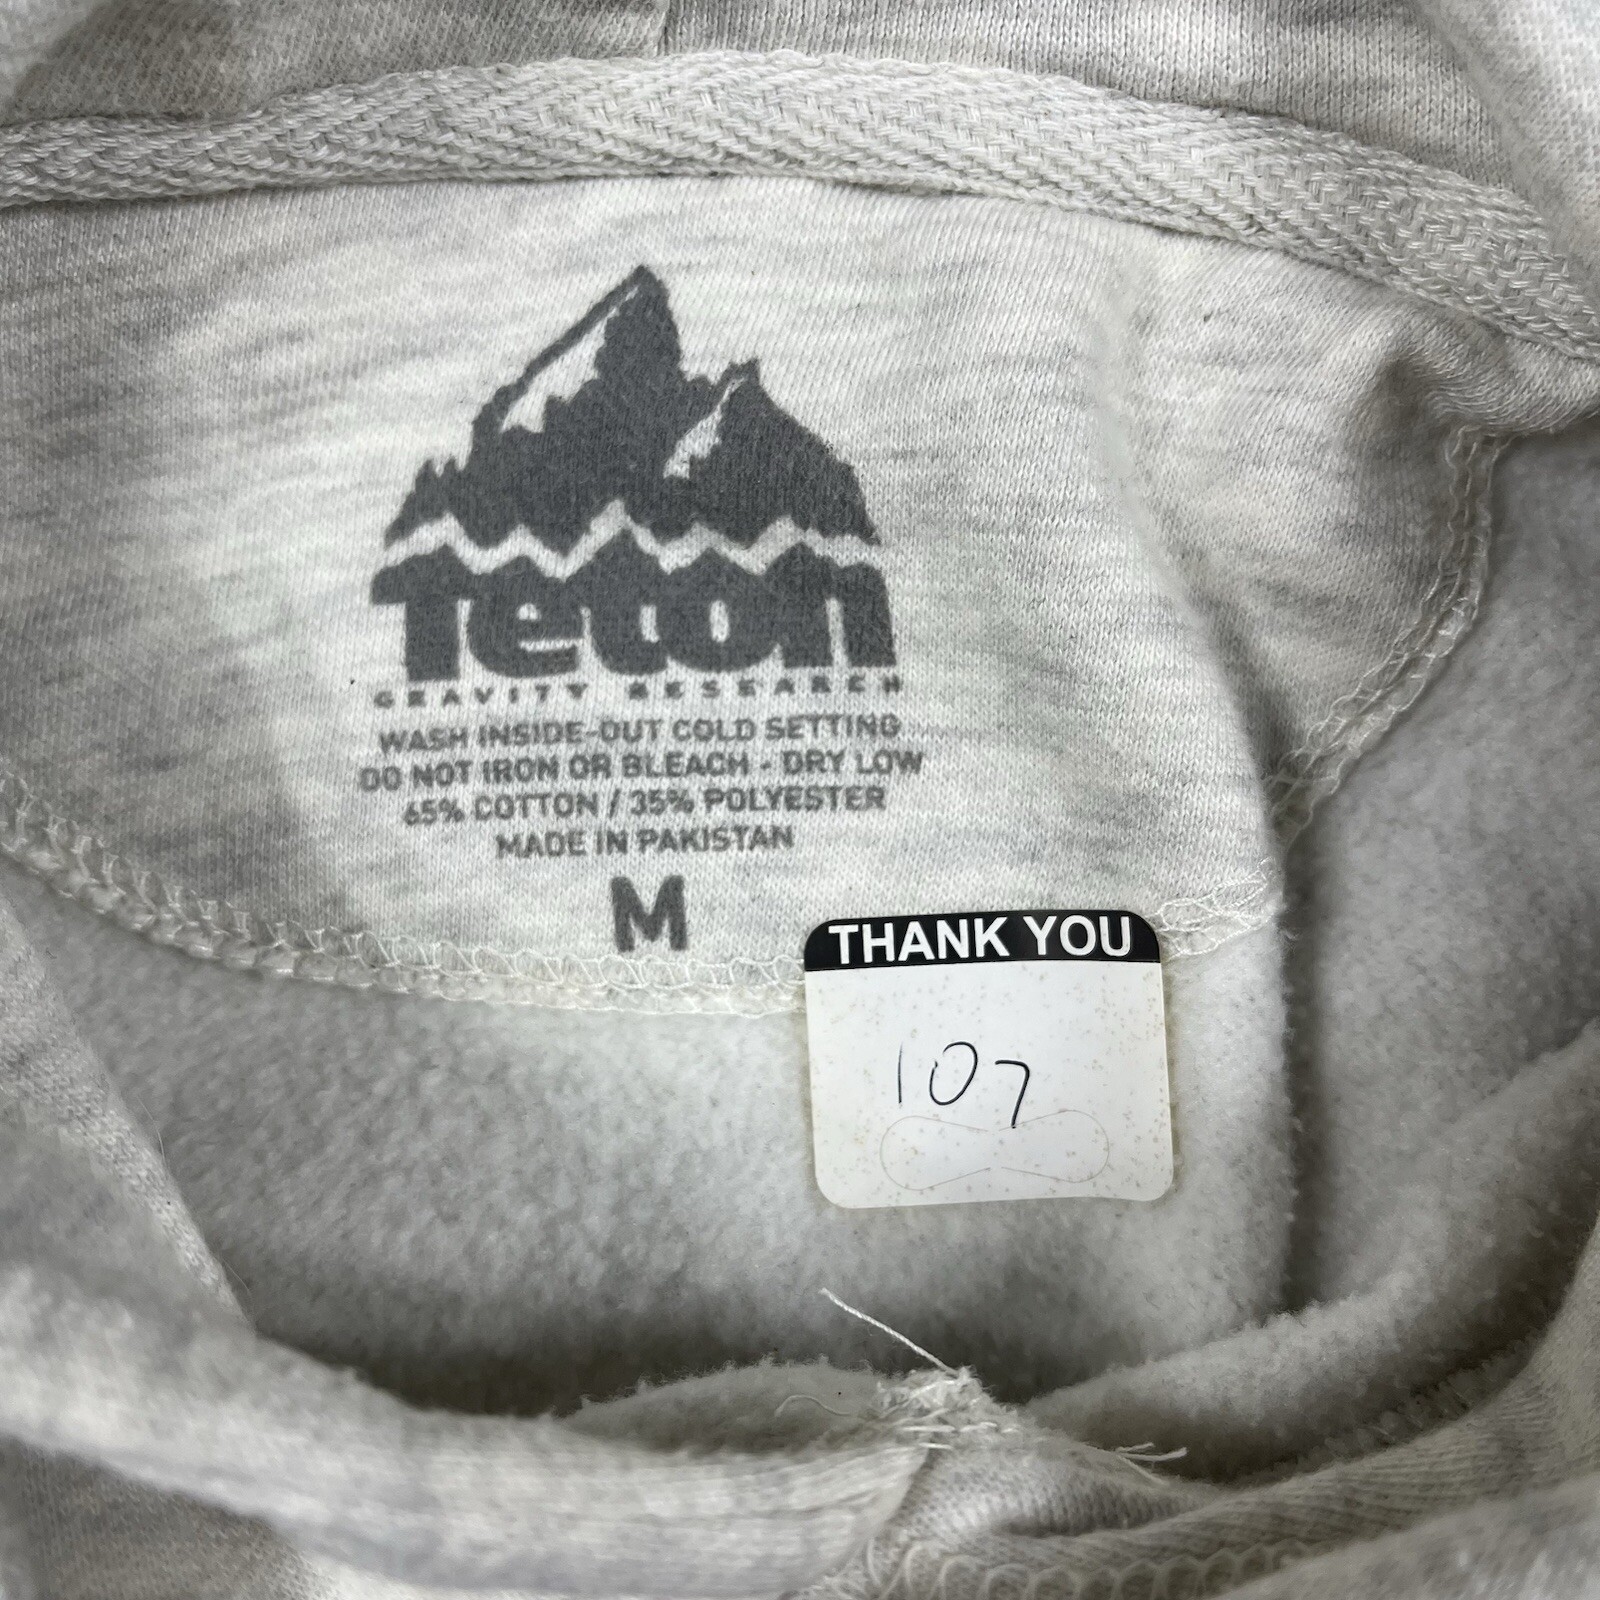 Teton
GRAVITY RESEARCH
WASH INSIDE-OUT COLD SETTING
DO NOT IRON OR BLEACH - DRY LOW
65% COTTON / 35% POLYESTER
MADE IN PAKISTAN
M
THANK YOU
107